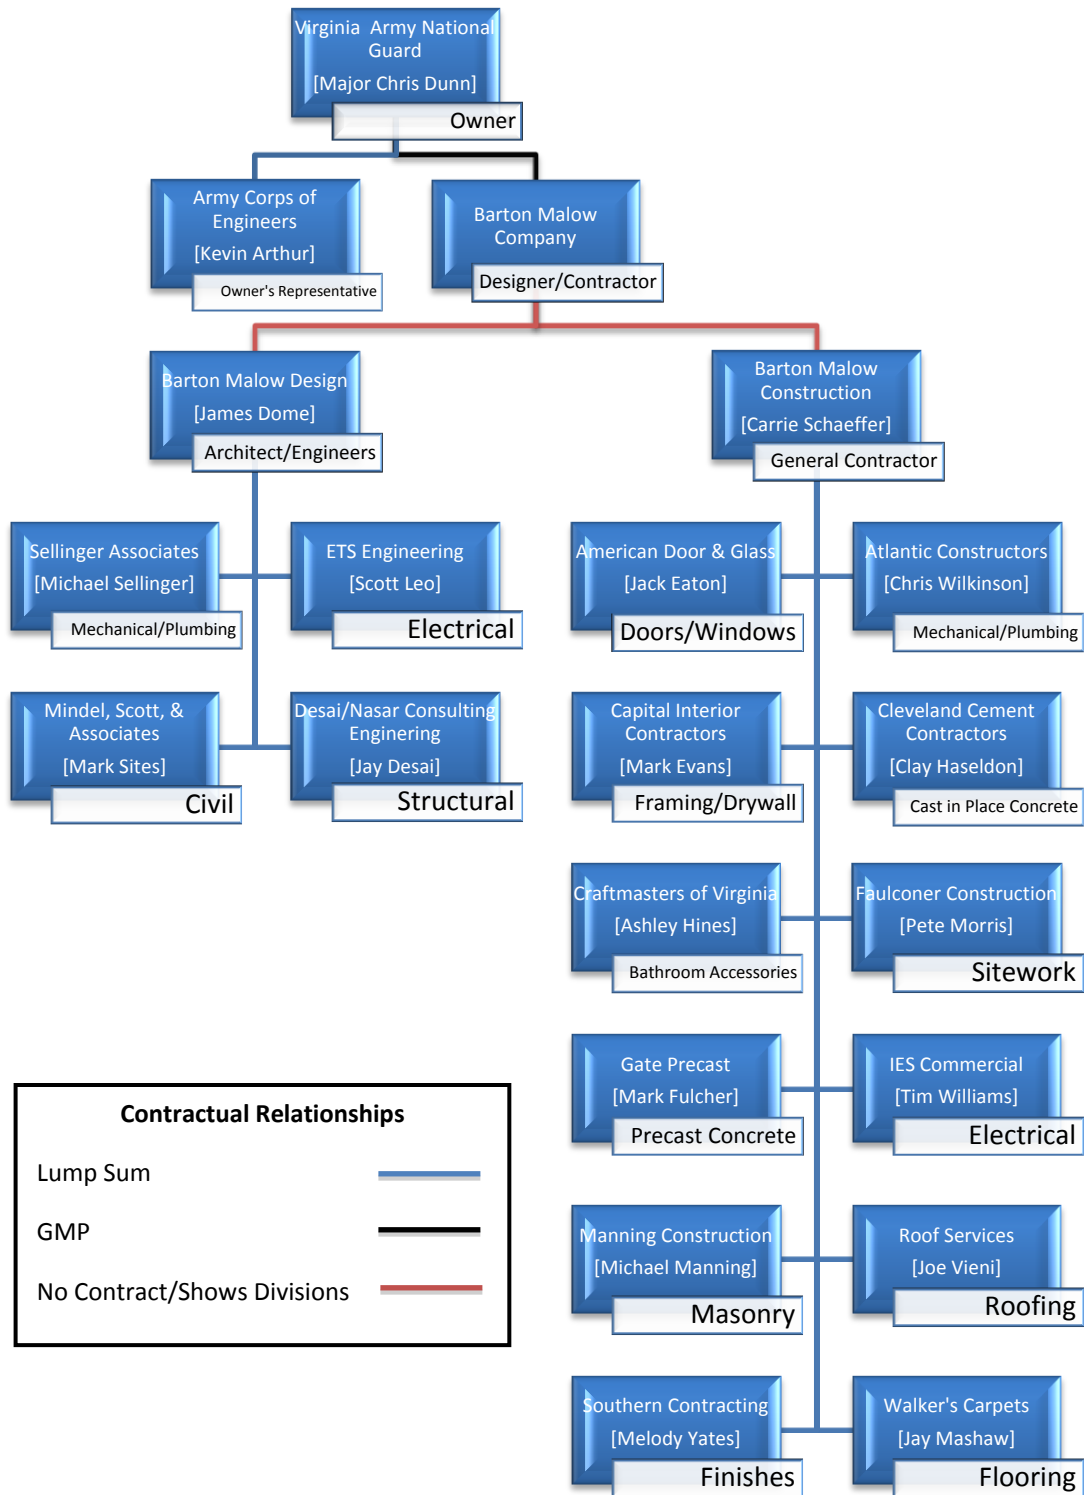 Virginia Army National
Guard
[Major Chris Dunn]
Owner
Army Corps of
Engineers
[Kevin Arthur]
Owner's Representative
Barton Malow
Company
Designer/Contractor
Barton Malow Design
[James Dome]
Architect/Engineers
Barton Malow
Construction
[Carrie Schaeffer]
General Contractor
Sellinger Associates
[Michael Sellinger]
Mechanical/Plumbing
ETS Engineering
[Scott Leo]
Electrical
American Door & Glass
[Jack Eaton]
Doors/Windows
Atlantic Constructors
[Chris Wilkinson]
Mechanical/Plumbing
Mindel, Scott, &
Associates
[Mark Sites]
Civil
Desai/Nasar Consulting
Enginering
[Jay Desai]
Structural
Capital Interior
Contractors
[Mark Evans]
Framing/Drywall
Cleveland Cement
Contractors
[Clay Haseldon]
Cast in Place Concrete
Craftmasters of Virginia
[Ashley Hines]
Bathroom Accessories
Faulconer Construction
[Pete Morris]
Sitework
Gate Precast
[Mark Fulcher]
Precast Concrete
IES Commercial
[Tim Williams]
Electrical
Manning Construction
[Michael Manning]
Masonry
Roof Services
[Joe Vieni]
Roofing
Southern Contracting
[Melody Yates]
Finishes
Walker's Carpets
[Jay Mashaw]
Flooring
Contractual Relationships
Lump Sum
GMP
No Contract/Shows Divisions